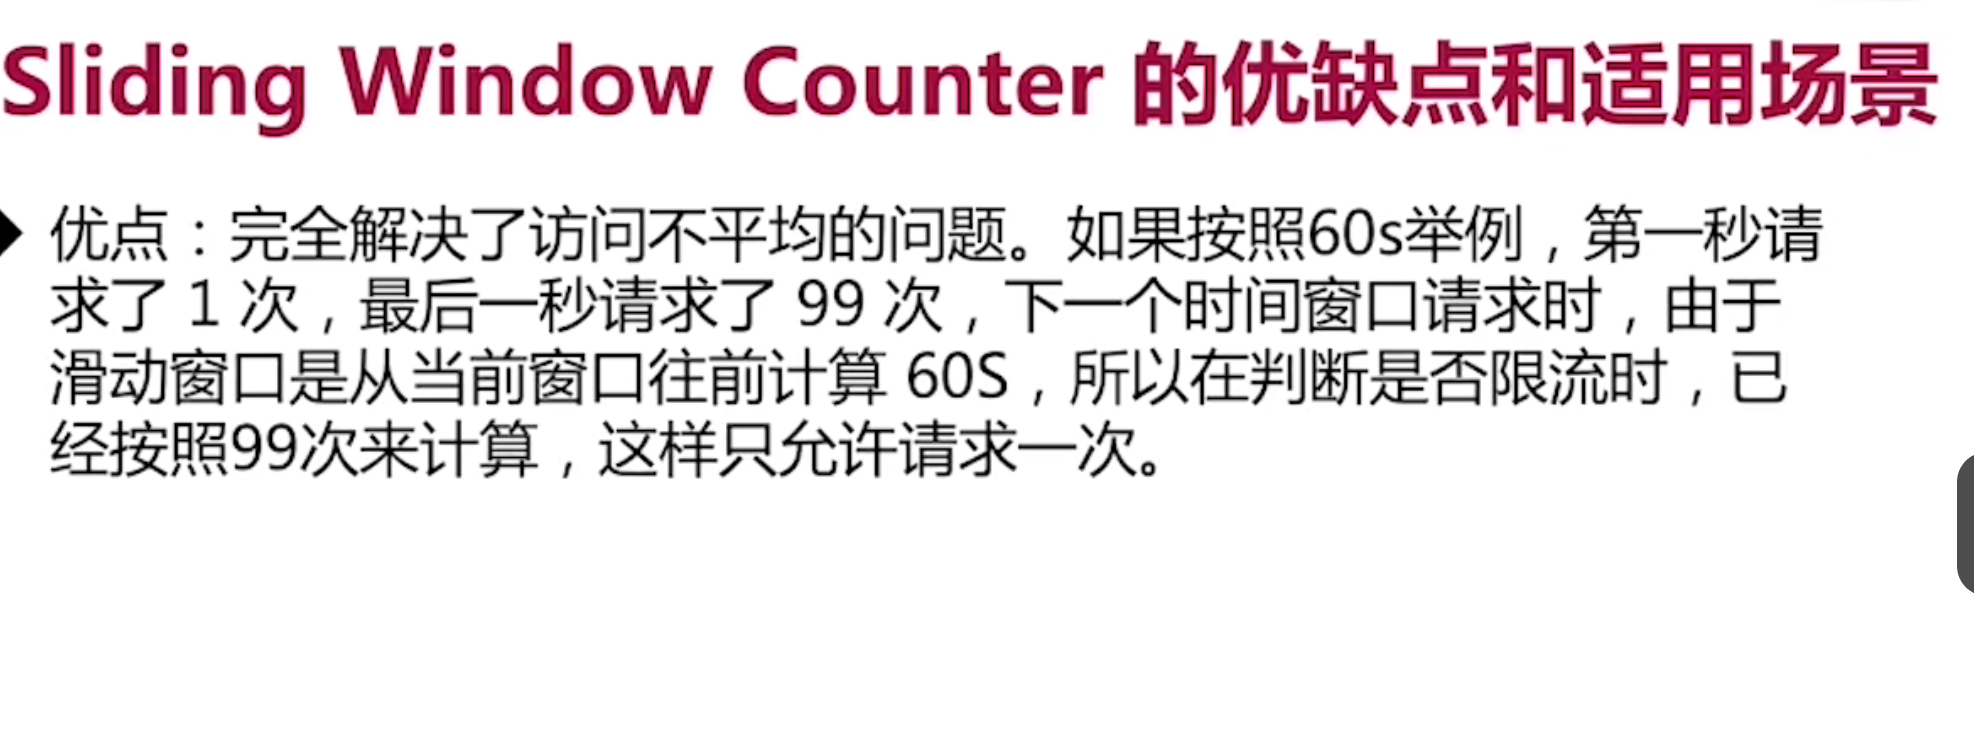 Sliding Window Counter 的优缺点和适用场景
优点：完全解决了访问不平均的问题。如果按照60s举例，第一秒请
求了 1 次，最后一秒请求了 99 次，下一个时间窗口请求时，由于
滑动窗口是从当前窗口往前计算 60S，所以在判断是否限流时，已
经按照99次来计算，这样只允许请求一次。